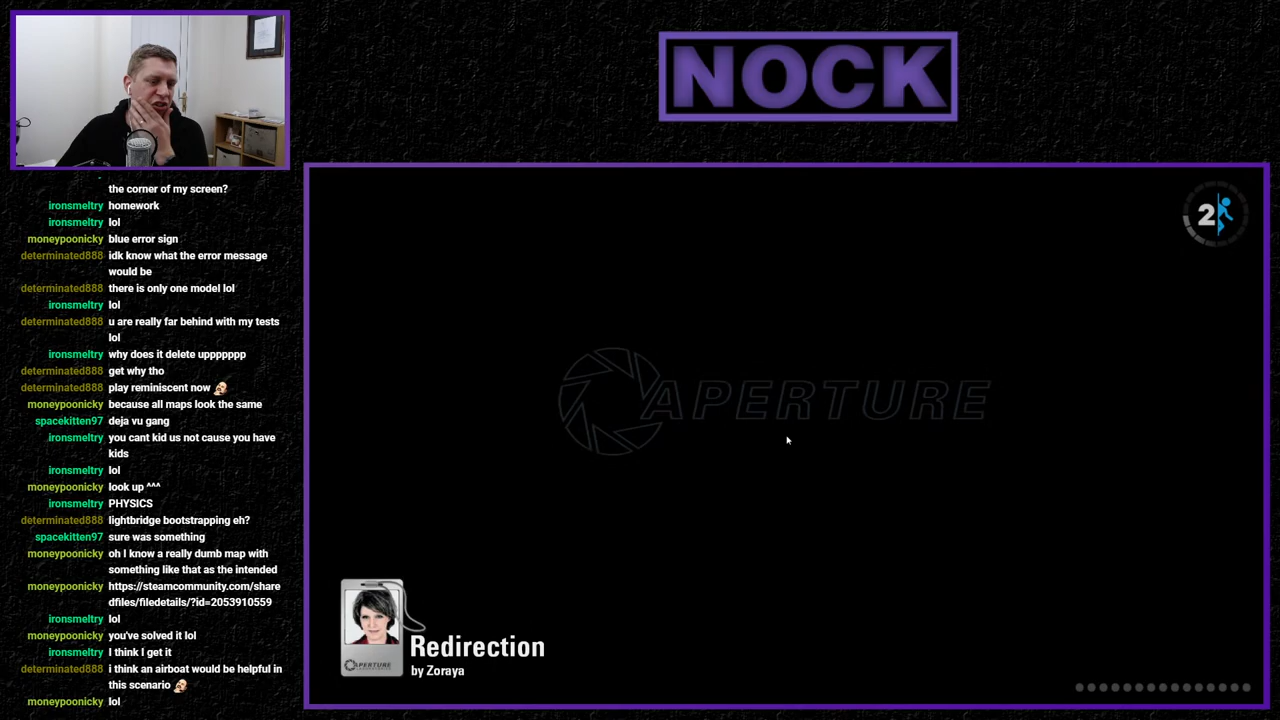 NOCK
the corner of my screen?
ironsmeltry homework
ironsmeltry lol
moneypoonicky blue error sign
determinated888 idk know what the error message
would be
determinated888 there is only one model lol
ironsmeltry lol
determinated888 u are really far behind with my tests
lol
ironsmeltry why does it delete uppppppp
determinated888 get why tho
determinated888 play reminiscent now
moneypoonicky because all maps look the same
spacekitten97 deja vu gang
ironsmeltry you cant kid us not cause you have
kids
ironsmeltry lol
moneypoonicky look up ^^^
ironsmeltry PHYSICS
determinated888 lightbridge bootstrapping eh?
spacekitten97 sure was something
moneypoonicky oh I know a really dumb map with
something like that as the intended
moneypoonicky https://steamcommunity.com/share
dfiles/filedetails/?id=2053910559
ironsmeltry lol
moneypoonicky you've solved it lol
ironsmeltry I think I get it
determinated888 i think an airboat would be helpful in
this scenario
moneypoonicky lol
2
APERTURE
APERTURE
Redirection
by Zoraya